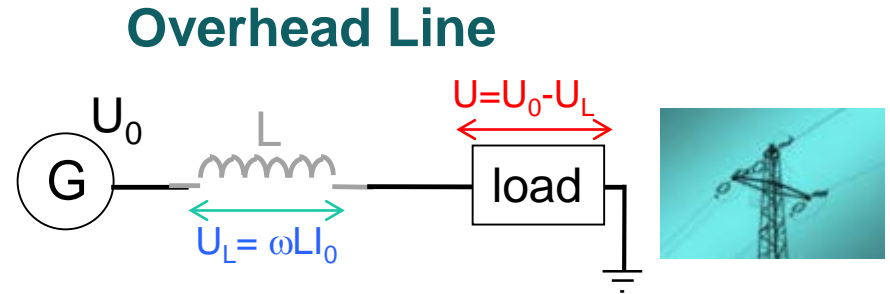 Overhead Line
U=U₀-U_L
U₀
L
G
load
U_L= ωLI₀